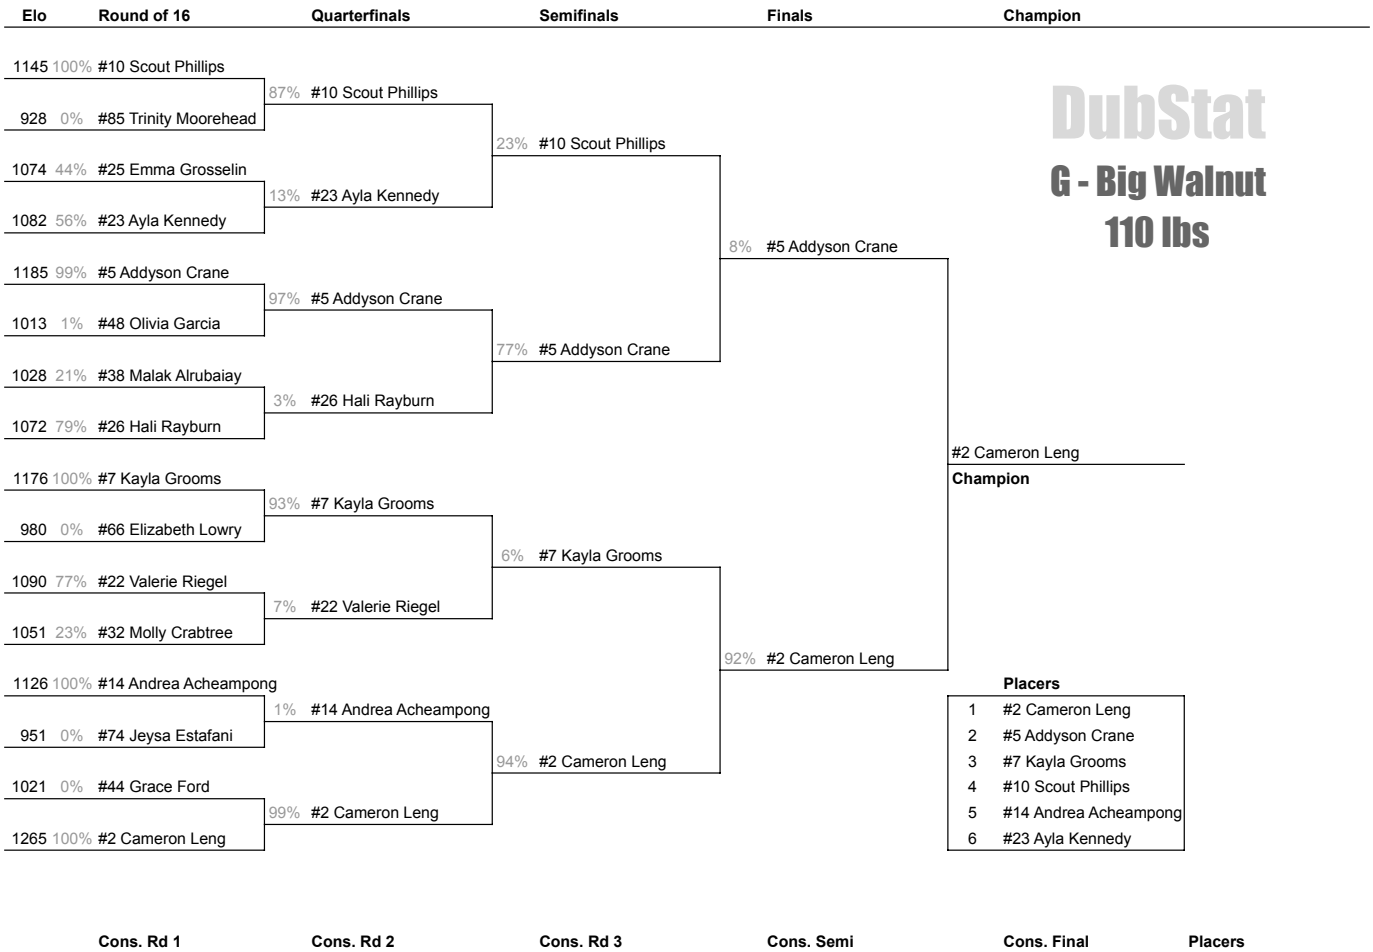 Elo Round of 16 Quarterfinals Semifinals Finals Champion
1145 100% #10 Scout Phillips
87% #10 Scout Phillips
928 0% #85 Trinity Moorehead
23% #10 Scout Phillips
1074 44% #25 Emma Grosselin
13% #23 Ayla Kennedy
1082 56% #23 Ayla Kennedy
DubStat
G - Big Walnut
110 lbs
8% #5 Addyson Crane
1185 99% #5 Addyson Crane
97% #5 Addyson Crane
1013 1% #48 Olivia Garcia
77% #5 Addyson Crane
1028 21% #38 Malak Alrubaiay
3% #26 Hali Rayburn
1072 79% #26 Hali Rayburn
#2 Cameron Leng
Champion
1176 100% #7 Kayla Grooms
93% #7 Kayla Grooms
980 0% #66 Elizabeth Lowry
6% #7 Kayla Grooms
1090 77% #22 Valerie Riegel
7% #22 Valerie Riegel
1051 23% #32 Molly Crabtree
92% #2 Cameron Leng
1126 100% #14 Andrea Acheampong
1% #14 Andrea Acheampong
951 0% #74 Jeysa Estafani
94% #2 Cameron Leng
1021 0% #44 Grace Ford
99% #2 Cameron Leng
1265 100% #2 Cameron Leng
Placers
1 #2 Cameron Leng
2 #5 Addyson Crane
3 #7 Kayla Grooms
4 #10 Scout Phillips
5 #14 Andrea Acheampong
6 #23 Ayla Kennedy
Cons. Rd 1 Cons. Rd 2 Cons. Rd 3 Cons. Semi Cons. Final Placers